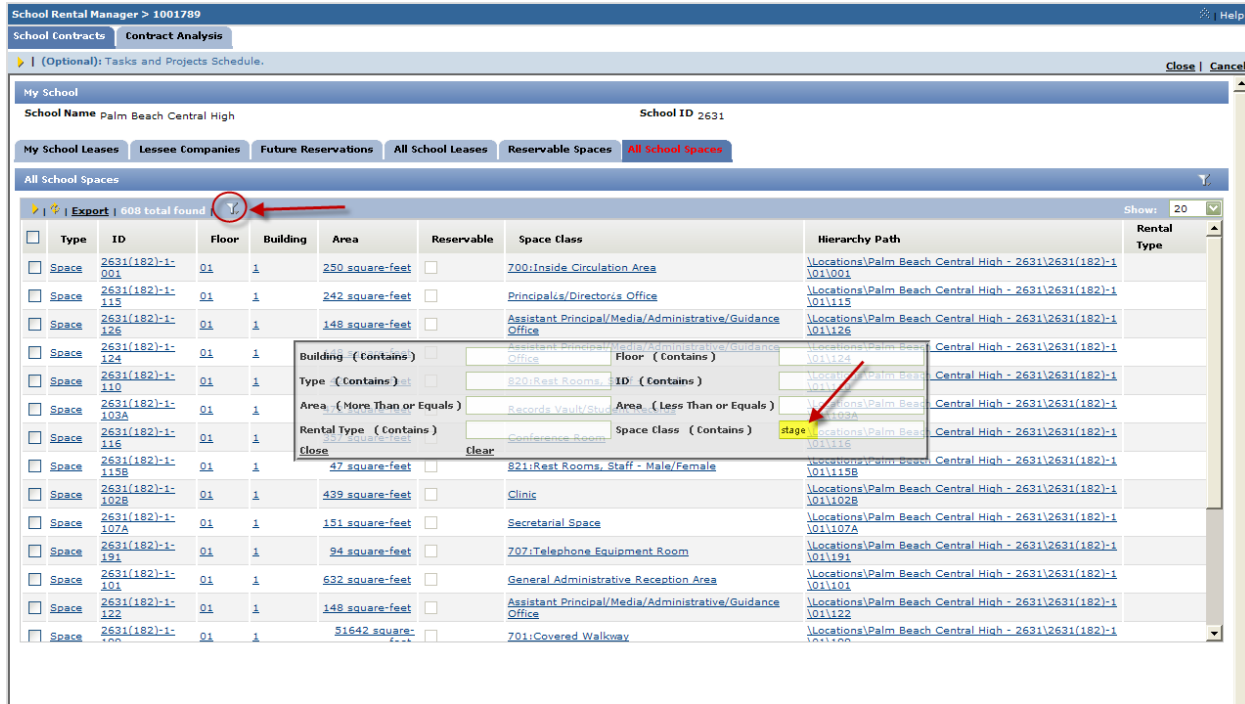 School Rental Manager > 1001789
| Help
School Contracts Contract Analysis
| (Optional): Tasks and Projects Schedule.
Close | Cancel
My School
School Name Palm Beach Central High School ID 2631
My School Leases Lessee Companies Future Reservations All School Leases Reservable Spaces All School Spaces
All School Spaces
| | Export | 608 total found | Show: 20
Type ID Floor Building Area Reservable Space Class Hierarchy Path Rental
Type
Space 2631(182)-1- 01 1 250 square-feet 700:Inside Circulation Area \Locations\Palm Beach Central High - 2631\2631(182)-1
001 \01\001
Space 2631(182)-1- 01 1 242 square-feet Principal¿s/Director¿s Office \Locations\Palm Beach Central High - 2631\2631(182)-1
115 \01\115
Space 2631(182)-1- 01 1 148 square-feet Assistant Principal/Media/Administrative/Guidance \Locations\Palm Beach Central High - 2631\2631(182)-1
126 Office \01\126
Space 2631(182)-1- 01 1 Assistant Principal/Media/Administrative/Guidance \Locations\Palm Beach Central High - 2631\2631(182)-1
124 Office \01\124
Building (Contains) Floor (Contains)
Space 2631(182)-1- 01 1 820:Rest Rooms, Central High - 2631\2631(182)-1
110
Type (Contains) ID (Contains)
Space 2631(182)-1- 01 1 Records Vault/Student Records Central High - 2631\2631(182)-1
103A
Area (More Than or Equals) Area (Less Than or Equals)
Space 2631(182)-1- 01 1 357 square-feet Conference Room Central High - 2631\2631(182)-1
116 \01\116
Rental Type (Contains) Space Class (Contains) stage
Close Clear
Space 2631(182)-1- 01 1 47 square-feet 821:Rest Rooms, Staff - Male/Female \Locations\Palm Beach Central High - 2631\2631(182)-1
115B \01\115B
Space 2631(182)-1- 01 1 439 square-feet Clinic \Locations\Palm Beach Central High - 2631\2631(182)-1
102B \01\102B
Space 2631(182)-1- 01 1 151 square-feet Secretarial Space \Locations\Palm Beach Central High - 2631\2631(182)-1
107A \01\107A
Space 2631(182)-1- 01 1 94 square-feet 707:Telephone Equipment Room \Locations\Palm Beach Central High - 2631\2631(182)-1
191 \01\191
Space 2631(182)-1- 01 1 632 square-feet General Administrative Reception Area \Locations\Palm Beach Central High - 2631\2631(182)-1
101 \01\101
Space 2631(182)-1- 01 1 148 square-feet Assistant Principal/Media/Administrative/Guidance \Locations\Palm Beach Central High - 2631\2631(182)-1
122 Office \01\122
Space 2631(182)-1- 01 1 51642 square- 701:Covered Walkway \Locations\Palm Beach Central High - 2631\2631(182)-1